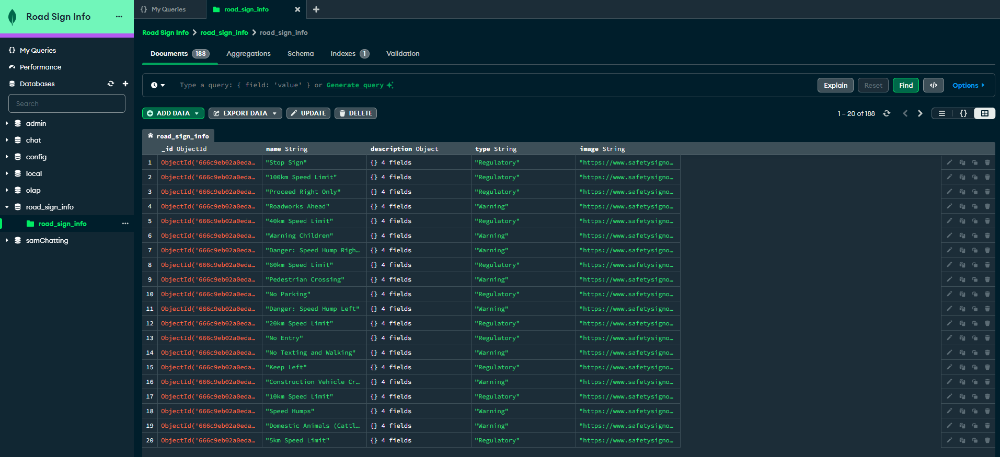 Road Sign Info
{} My Queries
road_sign_info
My Queries
Performance
Databases
Search
admin
chat
config
local
olap
road_sign_info
road_sign_info
samChatting
Road Sign Info > road_sign_info > road_sign_info
Documents 188 Aggregations Schema Indexes 1 Validation
Type a query: { field: 'value' } or Generate query
Explain Reset Find </> Options
ADD DATA EXPORT DATA UPDATE DELETE
1 – 20 of 188
road_sign_info
_id ObjectId name String description Object type String image String
1 ObjectId('666c9eb02a0eda… "Stop Sign" {} 4 fields "Regulatory" "https://www.safetysigno…
2 ObjectId('666c9eb02a0eda… "100km Speed Limit" {} 4 fields "Regulatory" "https://www.safetysigno…
3 ObjectId('666c9eb02a0eda… "Proceed Right Only" {} 4 fields "Regulatory" "https://www.safetysigno…
4 ObjectId('666c9eb02a0eda… "Roadworks Ahead" {} 4 fields "Warning" "https://www.safetysigno…
5 ObjectId('666c9eb02a0eda… "40km Speed Limit" {} 4 fields "Regulatory" "https://www.safetysigno…
6 ObjectId('666c9eb02a0eda… "Warning Children" {} 4 fields "Warning" "https://www.safetysigno…
7 ObjectId('666c9eb02a0eda… "Danger: Speed Hump Righ… {} 4 fields "Warning" "https://www.safetysigno…
8 ObjectId('666c9eb02a0eda… "60km Speed Limit" {} 4 fields "Regulatory" "https://www.safetysigno…
9 ObjectId('666c9eb02a0eda… "Pedestrian Crossing" {} 4 fields "Warning" "https://www.safetysigno…
10 ObjectId('666c9eb02a0eda… "No Parking" {} 4 fields "Regulatory" "https://www.safetysigno…
11 ObjectId('666c9eb02a0eda… "Danger: Speed Hump Left" {} 4 fields "Warning" "https://www.safetysigno…
12 ObjectId('666c9eb02a0eda… "20km Speed Limit" {} 4 fields "Regulatory" "https://www.safetysigno…
13 ObjectId('666c9eb02a0eda… "No Entry" {} 4 fields "Regulatory" "https://www.safetysigno…
14 ObjectId('666c9eb02a0eda… "No Texting and Walking" {} 4 fields "Warning" "https://www.safetysigno…
15 ObjectId('666c9eb02a0eda… "Keep Left" {} 4 fields "Regulatory" "https://www.safetysigno…
16 ObjectId('666c9eb02a0eda… "Construction Vehicle Cr… {} 4 fields "Warning" "https://www.safetysigno…
17 ObjectId('666c9eb02a0eda… "10km Speed Limit" {} 4 fields "Regulatory" "https://www.safetysigno…
18 ObjectId('666c9eb02a0eda… "Speed Humps" {} 4 fields "Warning" "https://www.safetysigno…
19 ObjectId('666c9eb02a0eda… "Domestic Animals (Cattl… {} 4 fields "Warning" "https://www.safetysigno…
20 ObjectId('666c9eb02a0eda… "5km Speed Limit" {} 4 fields "Regulatory" "https://www.safetysigno…